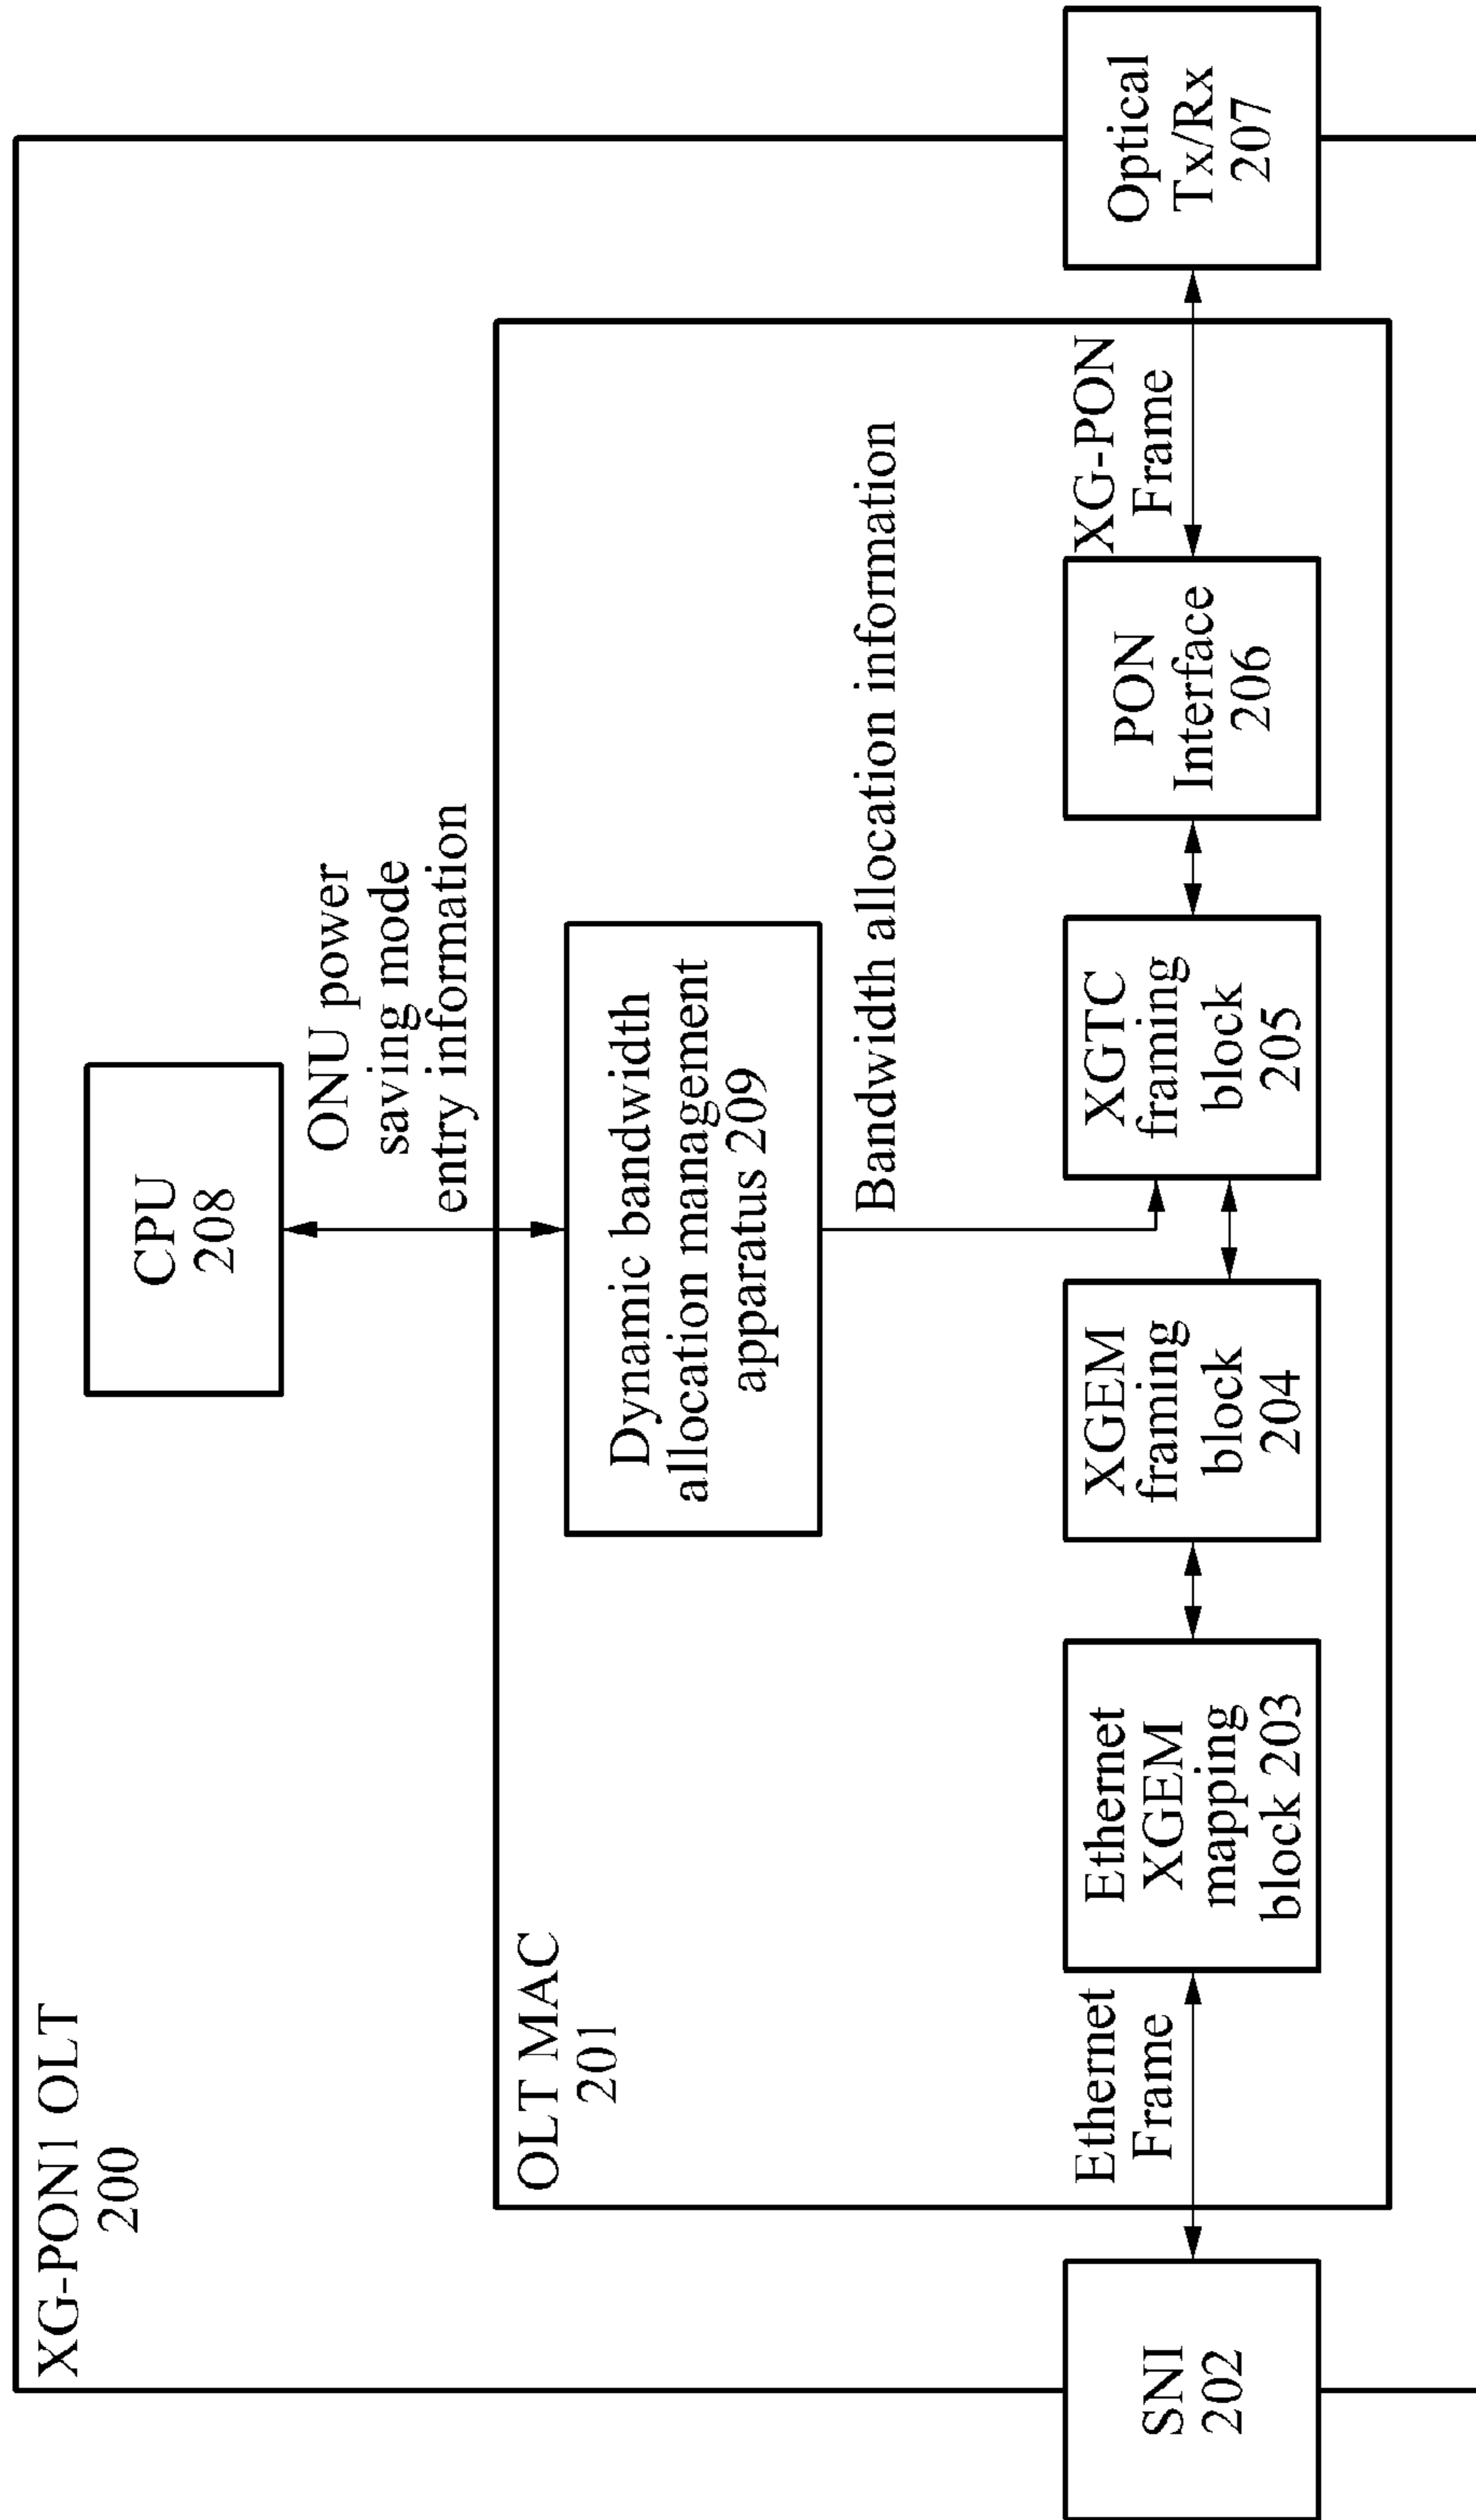 XG-PON1 OLT
200
CPU
208
ONU power
saving mode
entry information
OLT MAC
201
Dynamic bandwidth
allocation management
apparatus 209
Bandwidth allocation information
SNI
202
Ethernet
Frame
Ethernet
XGEM
mapping
block 203
XGEM
framing
block
204
XGTC
framing
block
205
PON
Interface
206
XG-PON
Frame
Optical
Tx/Rx
207